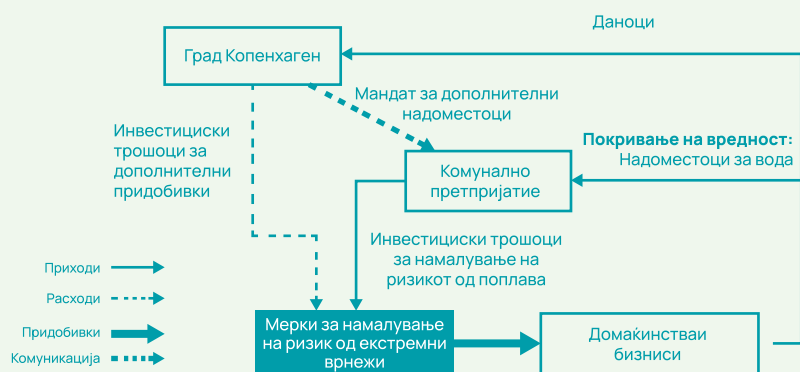 Даноци
Град Копенхаген
Мандат за дополнителни
надоместоци
Инвестициски
трошоци за
дополнителни
придобивки
Покривање на вредност:
Надоместоци за вода
Комунално
претпријатие
Инвестициски трошоци
за намалување на
ризикот од поплава
Приходи
Расходи
Придобивки
Комуникација
Мерки за намалување
на ризик од екстремни
врнежи
Домаќинстваи
бизниси